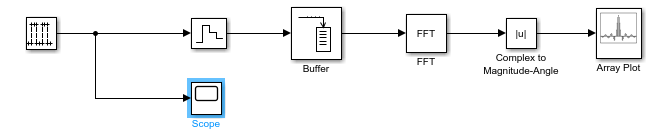 FFT
|u|
Buffer
FFT
Complex to
Magnitude-Angle
Array Plot
Scope